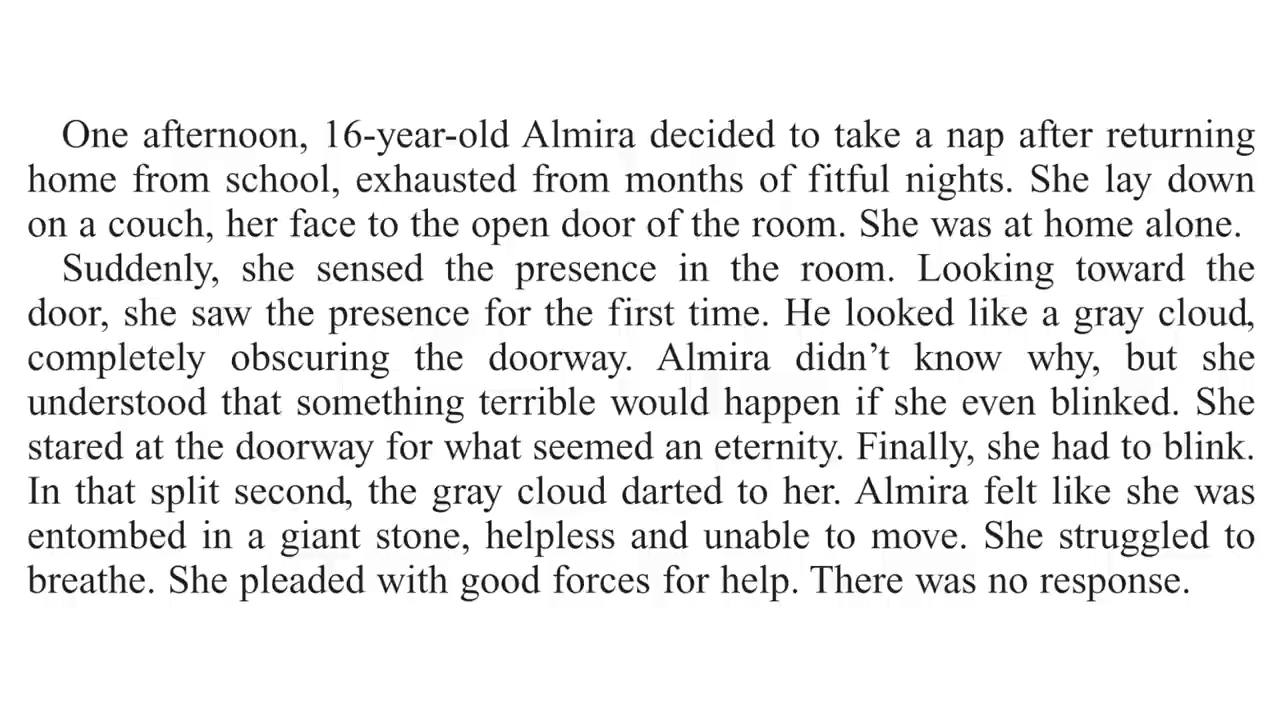 One afternoon, 16-year-old Almira decided to take a nap after returning
home from school, exhausted from months of fitful nights. She lay down
on a couch, her face to the open door of the room. She was at home alone.
Suddenly, she sensed the presence in the room. Looking toward the
door, she saw the presence for the first time. He looked like a gray cloud,
completely obscuring the doorway. Almira didn’t know why, but she
understood that something terrible would happen if she even blinked. She
stared at the doorway for what seemed an eternity. Finally, she had to blink.
In that split second, the gray cloud darted to her. Almira felt like she was
entombed in a giant stone, helpless and unable to move. She struggled to
breathe. She pleaded with good forces for help. There was no response.